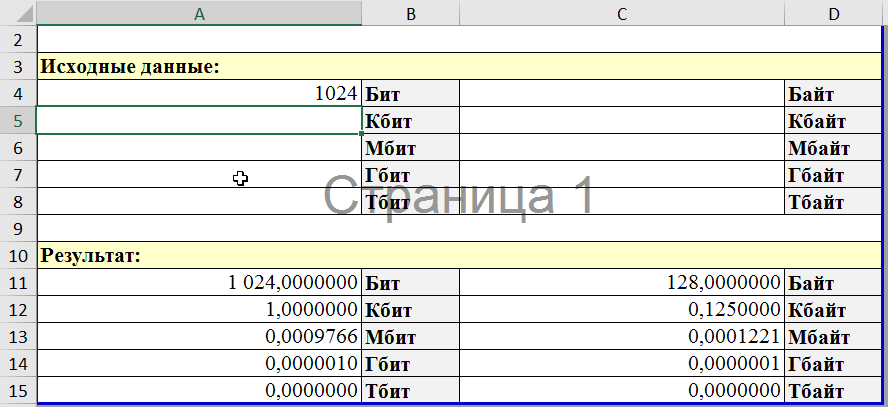 A B C D
2
3 Исходные данные:
4 1024 Бит Байт
5 Кбит Кбайт
6 Мбит Мбайт
7 Гбит Гбайт
Страница 1
8 Тбит Тбайт
9
10 Результат:
11 1 024,0000000 Бит 128,0000000 Байт
12 1,0000000 Кбит 0,1250000 Кбайт
13 0,0009766 Мбит 0,0001221 Мбайт
14 0,0000010 Гбит 0,0000001 Гбайт
15 0,0000000 Тбит 0,0000000 Тбайт